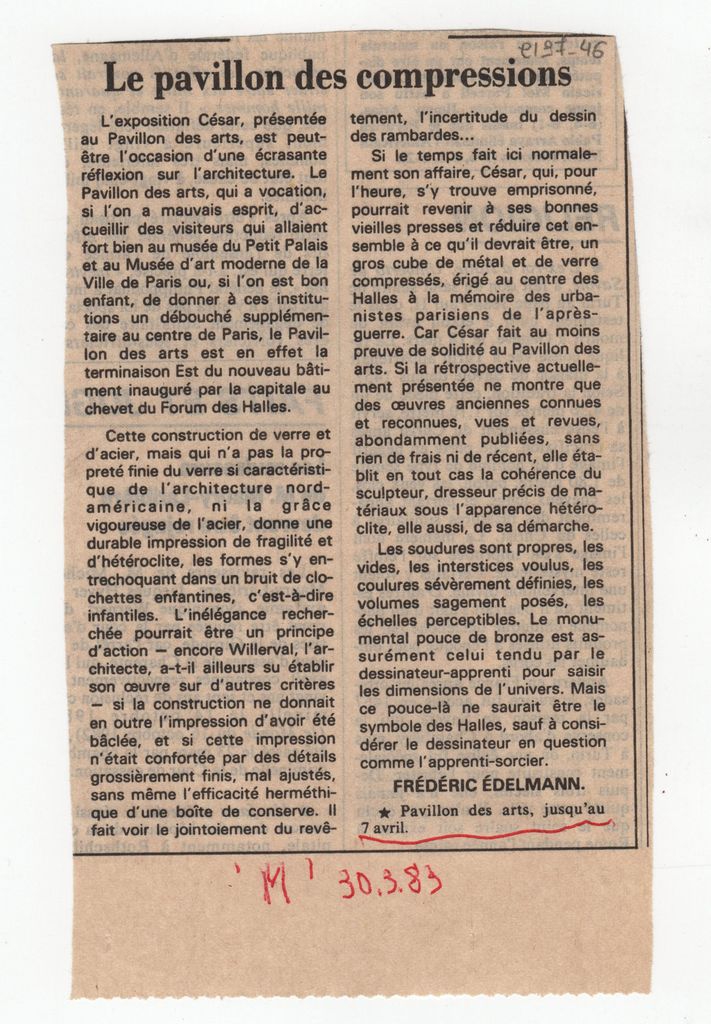 e197-46
Le pavillon des compressions
L'exposition César, présentée
au Pavillon des arts, est peut-
être l'occasion d'une écrasante
réflexion sur l'architecture. Le
Pavillon des arts, qui a vocation,
si l'on a mauvais esprit, d'ac-
cueillir des visiteurs qui allaient
fort bien au musée du Petit Palais
et au Musée d'art moderne de la
Ville de Paris ou, si l'on est bon
enfant, de donner à ces institu-
tions un débouché supplémen-
taire au centre de Paris, le Pavil-
lon des arts est en effet la
terminaison Est du nouveau bâti-
ment inauguré par la capitale au
chevet du Forum des Halles.
Cette construction de verre et
d'acier, mais qui n'a pas la pro-
preté finie du verre si caractéristi-
que de l'architecture nord-
américaine, ni la grâce
vigoureuse de l'acier, donne une
durable impression de fragilité et
d'hétéroclite, les formes s'y en-
trechoquant dans un bruit de clo-
chettes enfantines, c'est-à-dire
infantiles. L'inélégance recher-
chée pourrait être un principe
d'action – encore Willerval, l'ar-
chitecte, a-t-il ailleurs su établir
son œuvre sur d'autres critères
– si la construction ne donnait
en outre l'impression d'avoir été
bâclée, et si cette impression
n'était confortée par des détails
grossièrement finis, mal ajustés,
sans même l'efficacité herméthi-
que d'une boîte de conserve. Il
fait voir le jointoiement du revê-
tement, l'incertitude du dessin
des rambardes...
Si le temps fait ici normale-
ment son affaire, César, qui, pour
l'heure, s'y trouve emprisonné,
pourrait revenir à ses bonnes
vieilles presses et réduire cet en-
semble à ce qu'il devrait être, un
gros cube de métal et de verre
compressés, érigé au centre des
Halles à la mémoire des urba-
nistes parisiens de l'après-
guerre. Car César fait au moins
preuve de solidité au Pavillon des
arts. Si la rétrospective actuelle-
ment présentée ne montre que
des œuvres anciennes connues
et reconnues, vues et revues,
abondamment publiées, sans
rien de frais ni de récent, elle éta-
blit en tout cas la cohérence du
sculpteur, dresseur précis de ma-
tériaux sous l'apparence hétéro-
clite, elle aussi, de sa démarche.
Les soudures sont propres, les
vides, les interstices voulus, les
coulures sévèrement définies, les
volumes sagement posés, les
échelles perceptibles. Le monu-
mental pouce de bronze est as-
surément celui tendu par le
dessinateur-apprenti pour saisir
les dimensions de l'univers. Mais
ce pouce-là ne saurait être le
symbole des Halles, sauf à consi-
dérer le dessinateur en question
comme l'apprenti-sorcier.
FRÉDÉRIC ÉDELMANN.
★ Pavillon des arts, jusqu'au
7 avril.
'M' 30.3.83